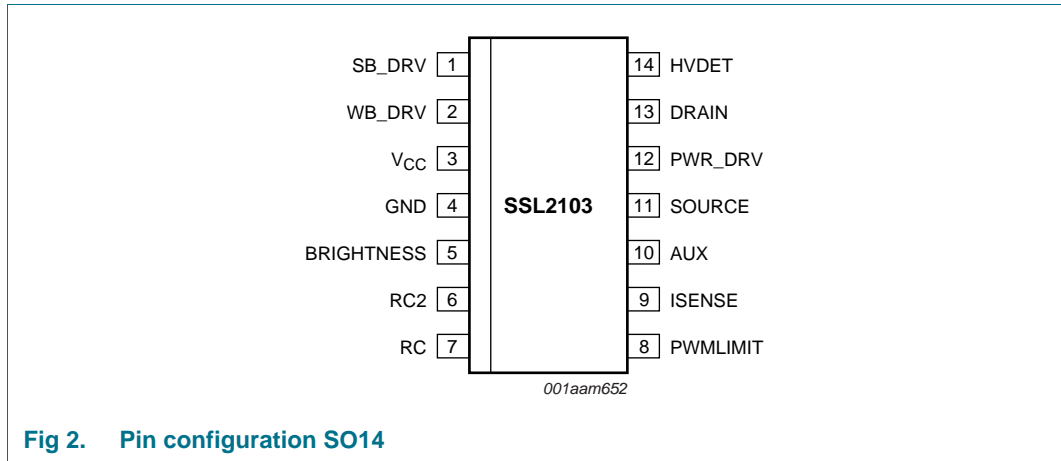 SB_DRV 1
WB_DRV 2
VCC 3
GND 4
BRIGHTNESS 5
RC2 6
RC 7
SSL2103
14 HVDET
13 DRAIN
12 PWR_DRV
11 SOURCE
10 AUX
9 ISENSE
8 PWMLIMIT
001aam652
Fig 2. Pin configuration SO14